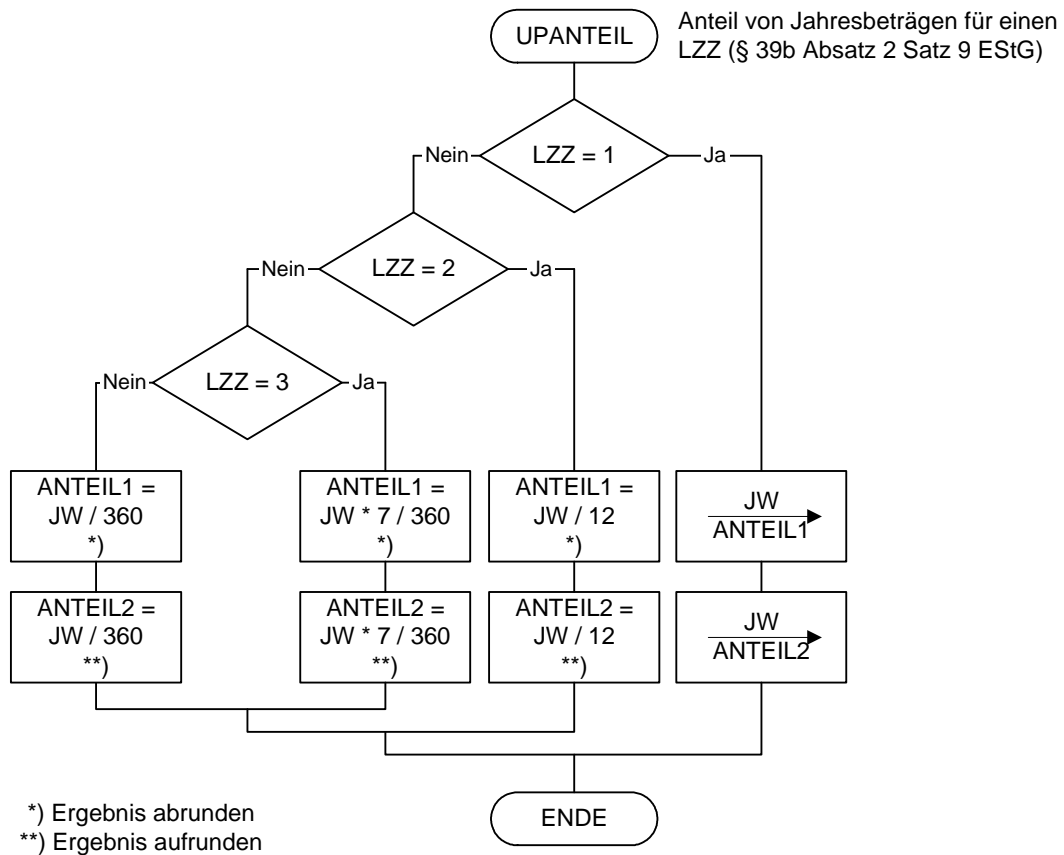 UPANTEIL
Anteil von Jahresbeträgen für einen
LZZ (§ 39b Absatz 2 Satz 9 EStG)
Nein
LZZ = 1
Ja
Nein
LZZ = 2
Ja
Nein
LZZ = 3
Ja
ANTEIL1 =
JW / 360
*)
ANTEIL1 =
JW * 7 / 360
*)
ANTEIL1 =
JW / 12
*)
JW
ANTEIL1
ANTEIL2 =
JW / 360
**)
ANTEIL2 =
JW * 7 / 360
**)
ANTEIL2 =
JW / 12
**)
JW
ANTEIL2
ENDE
*) Ergebnis abrunden
**) Ergebnis aufrunden